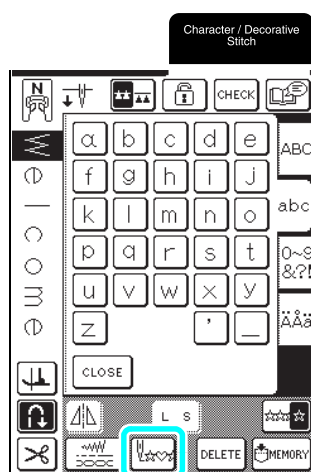 Character / Decorative
Stitch
N
CHECK
a b c d e
ABC
f g h i j
k l m n o
abc
p q r s t
0~9
&?!
u v w x y
z ' _
ÄÅä
CLOSE
L S
DELETE
MEMORY